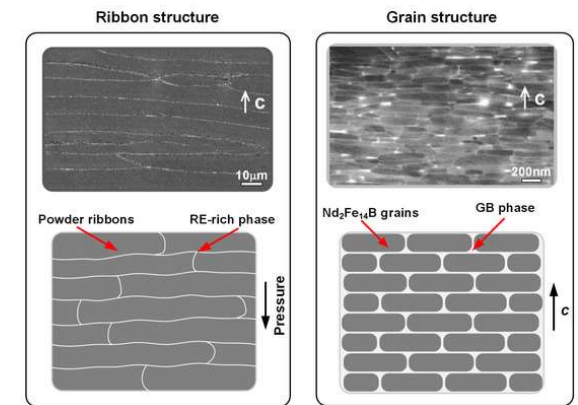 Ribbon structure
C
10μm
Powder ribbons
RE-rich phase
Pressure
Grain structure
C
200nm
Nd₂Fe₁₄B grains
GB phase
c